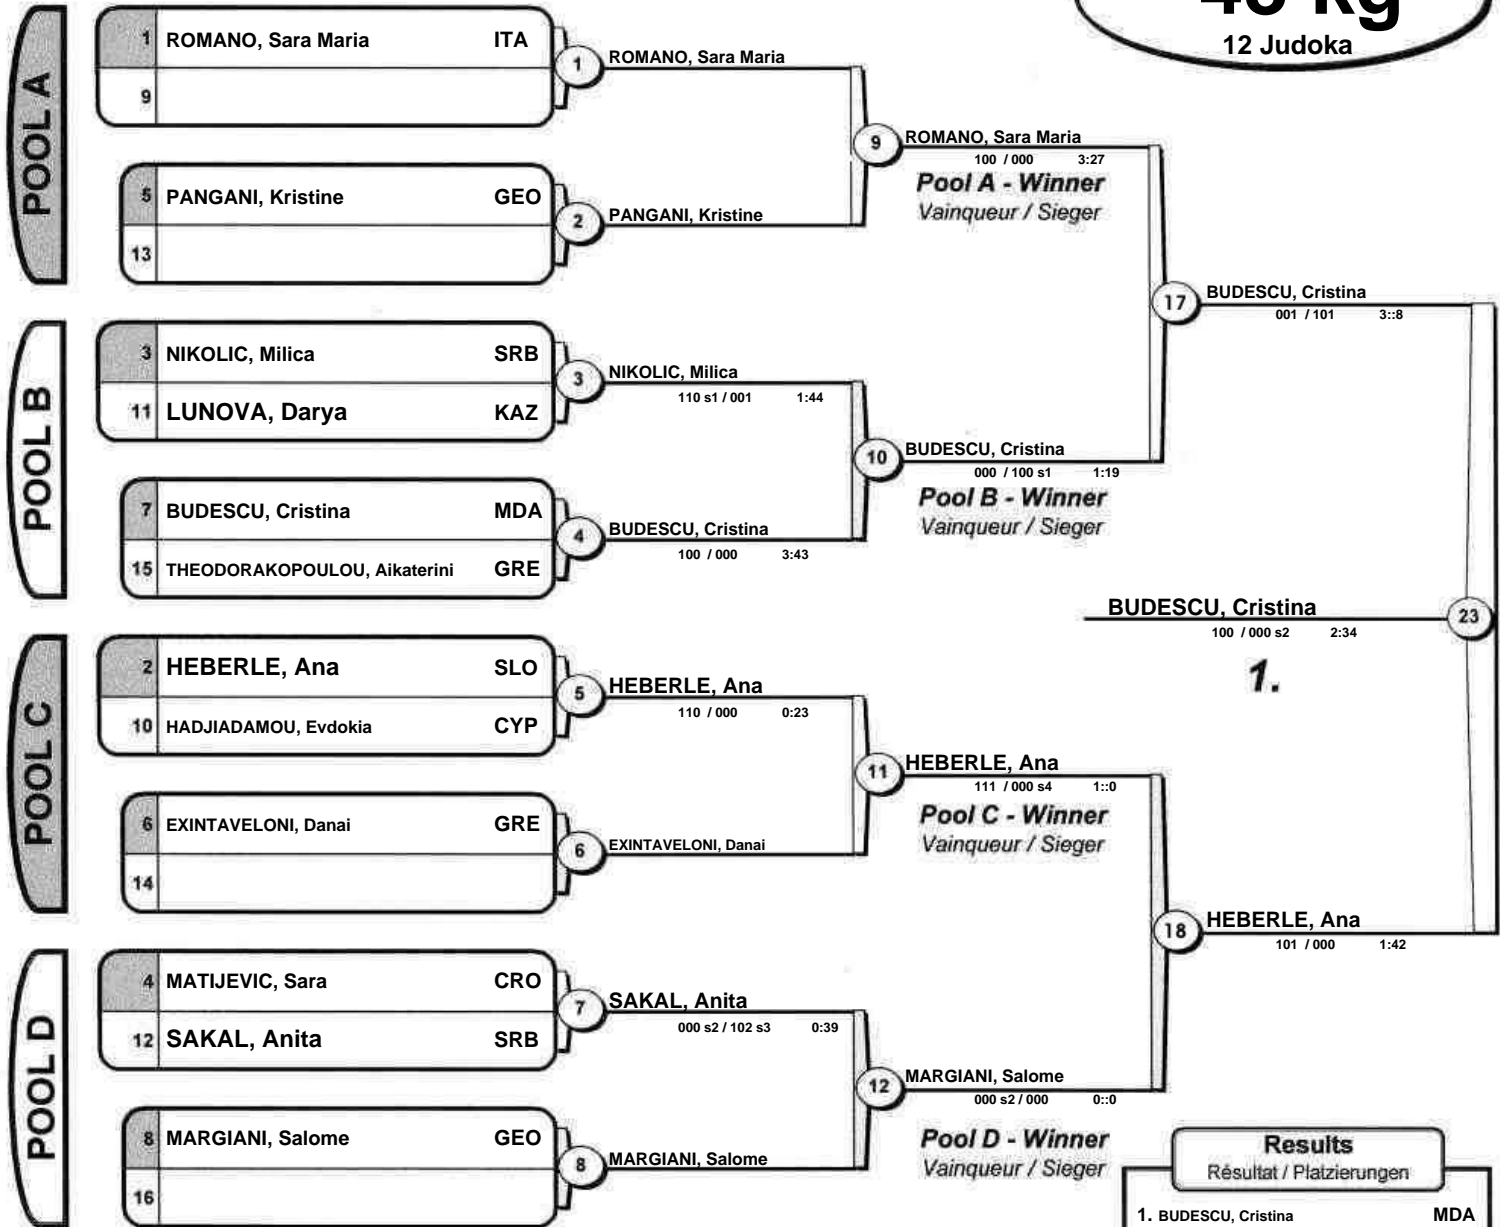 48 kg
12 Judoka
POOL A
1 ROMANO, Sara Maria ITA
9
1
ROMANO, Sara Maria
5 PANGANI, Kristine GEO
13
2
PANGANI, Kristine
9
ROMANO, Sara Maria
100 / 000 3:27
Pool A - Winner
Vainqueur / Sieger
POOL B
3 NIKOLIC, Milica SRB
11 LUNOVA, Darya KAZ
3
NIKOLIC, Milica
110 s1 / 001 1:44
7 BUDESCU, Cristina MDA
15 THEODORAKOPOULOU, Aikaterini GRE
4
BUDESCU, Cristina
100 / 000 3:43
10
BUDESCU, Cristina
000 / 100 s1 1:19
Pool B - Winner
Vainqueur / Sieger
17
BUDESCU, Cristina
001 / 101 3::8
POOL C
2 HEBERLE, Ana SLO
10 HADJIADAMOU, Evdokia CYP
5
HEBERLE, Ana
110 / 000 0:23
6 EXINTAVELONI, Danai GRE
14
6
EXINTAVELONI, Danai
11
HEBERLE, Ana
111 / 000 s4 1::0
Pool C - Winner
Vainqueur / Sieger
POOL D
4 MATIJEVIC, Sara CRO
12 SAKAL, Anita SRB
7
SAKAL, Anita
000 s2 / 102 s3 0:39
8 MARGIANI, Salome GEO
16
8
MARGIANI, Salome
12
MARGIANI, Salome
000 s2 / 000 0::0
Pool D - Winner
Vainqueur / Sieger
18
HEBERLE, Ana
101 / 000 1:42
23
BUDESCU, Cristina
100 / 000 s2 2:34
1.
Results
Résultat / Platzierungen
1. BUDESCU, Cristina MDA